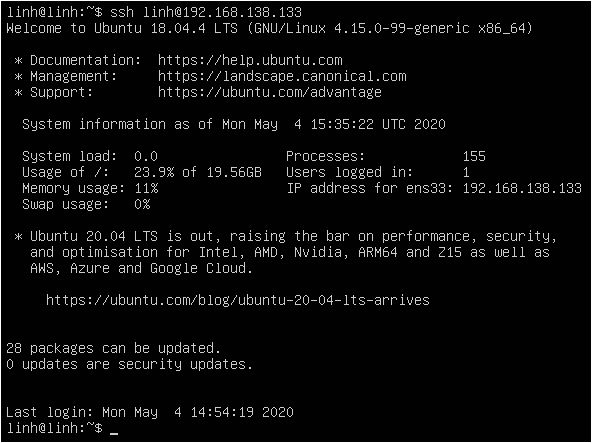 linh@linh:~$ ssh linh@192.168.138.133
Welcome to Ubuntu 18.04.4 LTS (GNU/Linux 4.15.0-99-generic x86_64)
* Documentation:  https://help.ubuntu.com
* Management:     https://landscape.canonical.com
* Support:        https://ubuntu.com/advantage
System information as of Mon May  4 15:35:22 UTC 2020
System load:  0.0                Processes:            155
Usage of /:   23.9% of 19.56GB   Users logged in:      1
Memory usage: 11%                IP address for ens33: 192.168.138.133
Swap usage:   0%
* Ubuntu 20.04 LTS is out, raising the bar on performance, security,
and optimisation for Intel, AMD, Nvidia, ARM64 and Z15 as well as
AWS, Azure and Google Cloud.
https://ubuntu.com/blog/ubuntu-20-04-lts-arrives
28 packages can be updated.
0 updates are security updates.
Last login: Mon May  4 14:54:19 2020
linh@linh:~$ _